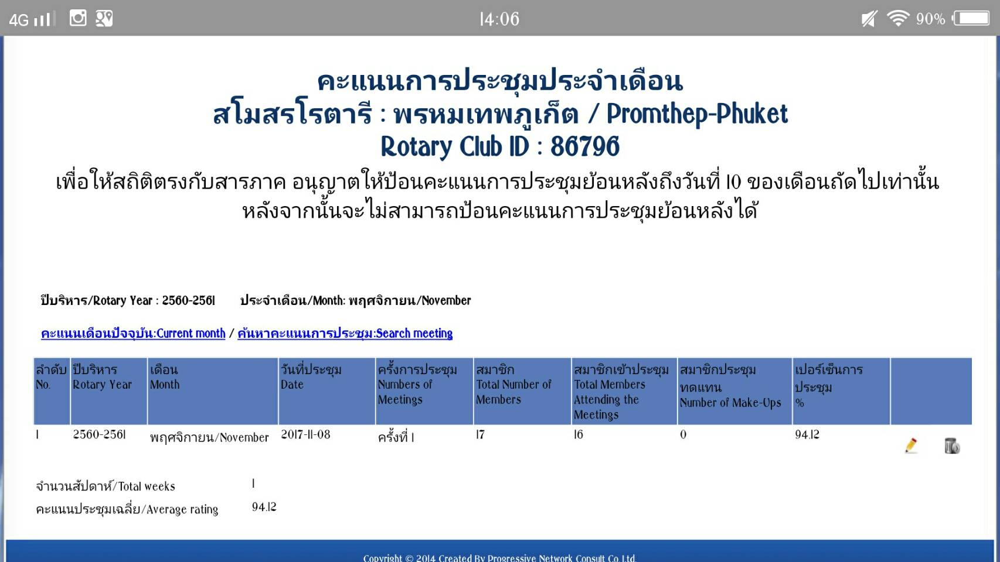 4G 14:06 90%
คะแนนการประชุมประจำเดือน
สโมสรโรตารี : พรหมเทพภูเก็ต / Promthep-Phuket
Rotary Club ID : 86796
เพื่อให้สถิติตรงกับสารภาค อนุญาตให้ป้อนคะแนนการประชุมย้อนหลังถึงวันที่ 10 ของเดือนถัดไปเท่านั้น
หลังจากนั้นจะไม่สามารถป้อนคะแนนการประชุมย้อนหลังได้
ปีบริหาร/Rotary Year : 2560-2561 ประจำเดือน/Month: พฤศจิกายน/November
คะแนนเดือนปัจจุบัน:Current month / ค้นหาคะแนนการประชุม:Search meeting
ลำดับ ปีบริหาร เดือน วันที่ประชุม ครั้งการประชุม สมาชิก สมาชิกเข้าประชุม สมาชิกประชุม เปอร์เซ็นการ
No. Rotary Year Month Date Numbers of Total Number of Total Members ทดแทน ประชุม
Meetings Members Attending the Number of Make-Ups %
Meetings
1 2560-2561 พฤศจิกายน/November 2017-11-08 ครั้งที่ 1 17 16 0 94.12
จำนวนสัปดาห์/Total weeks 1
คะแนนประชุมเฉลี่ย/Average rating 94.12
Copyright © 2014 Created By Progressive Network Consult Co.,Ltd.